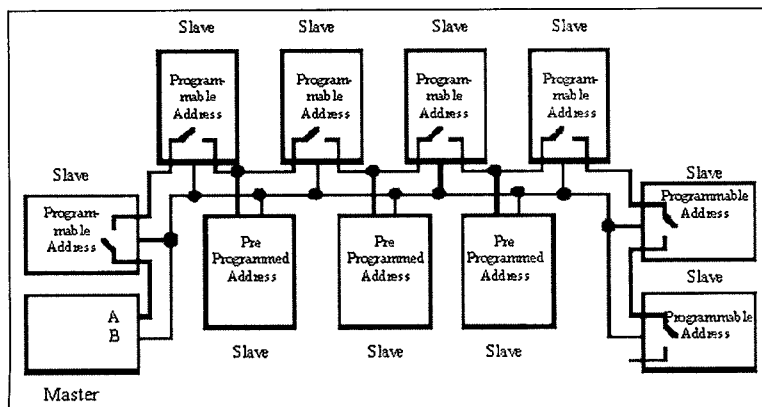 Slave
Slave
Slave
Slave
Program-
mable
Address
Program-
mable
Address
Program-
mable
Address
Program-
mable
Address
Slave
Program-
mable
Address
Slave
Programmable
Address
Pre
Programmed
Address
Pre
Programmed
Address
Pre
Programmed
Address
Slave
Programmable
Address
A
B
Slave
Slave
Slave
Master